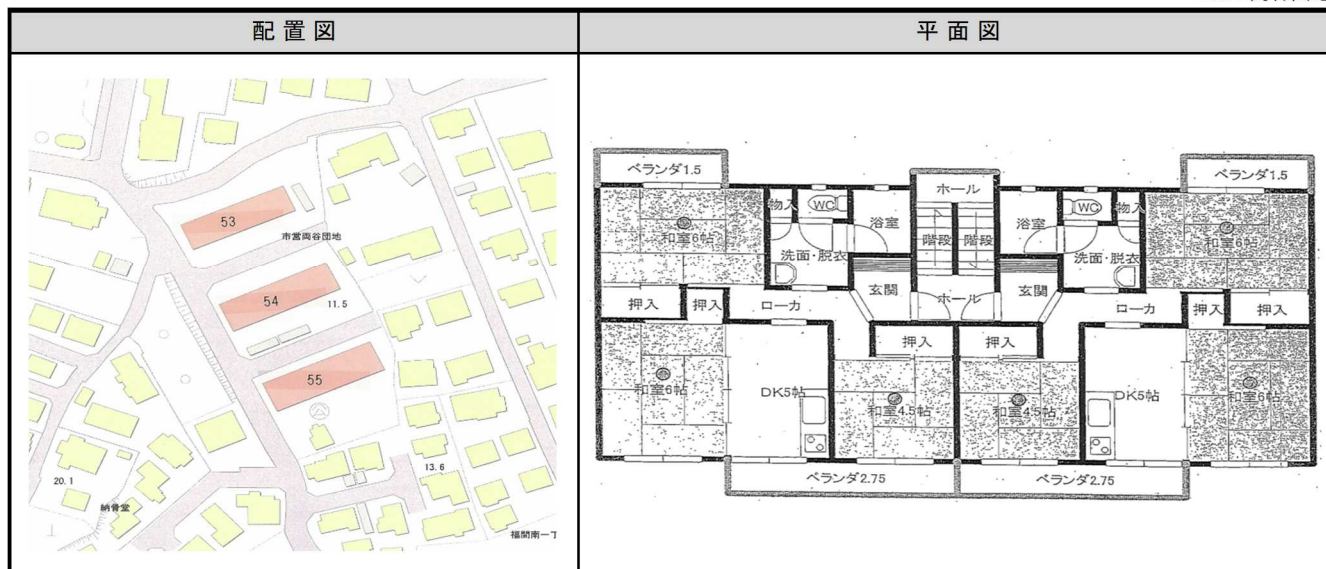 配置図
平面図
53
市営両谷団地
54
11.5
55
13.6
20.1
納骨堂
福間南一丁
ベランダ1.5
ホール
ベランダ1.5
物入
WC
浴室
階段
階段
浴室
WC
物入
和室6帖
和室6帖
洗面・脱衣
洗面・脱衣
玄関
ホール
玄関
押入
押入
ローカ
ローカ
押入
押入
押入
押入
和室6帖
DK5帖
和室4.5帖
和室4.5帖
DK5帖
和室6帖
ベランダ2.75
ベランダ2.75